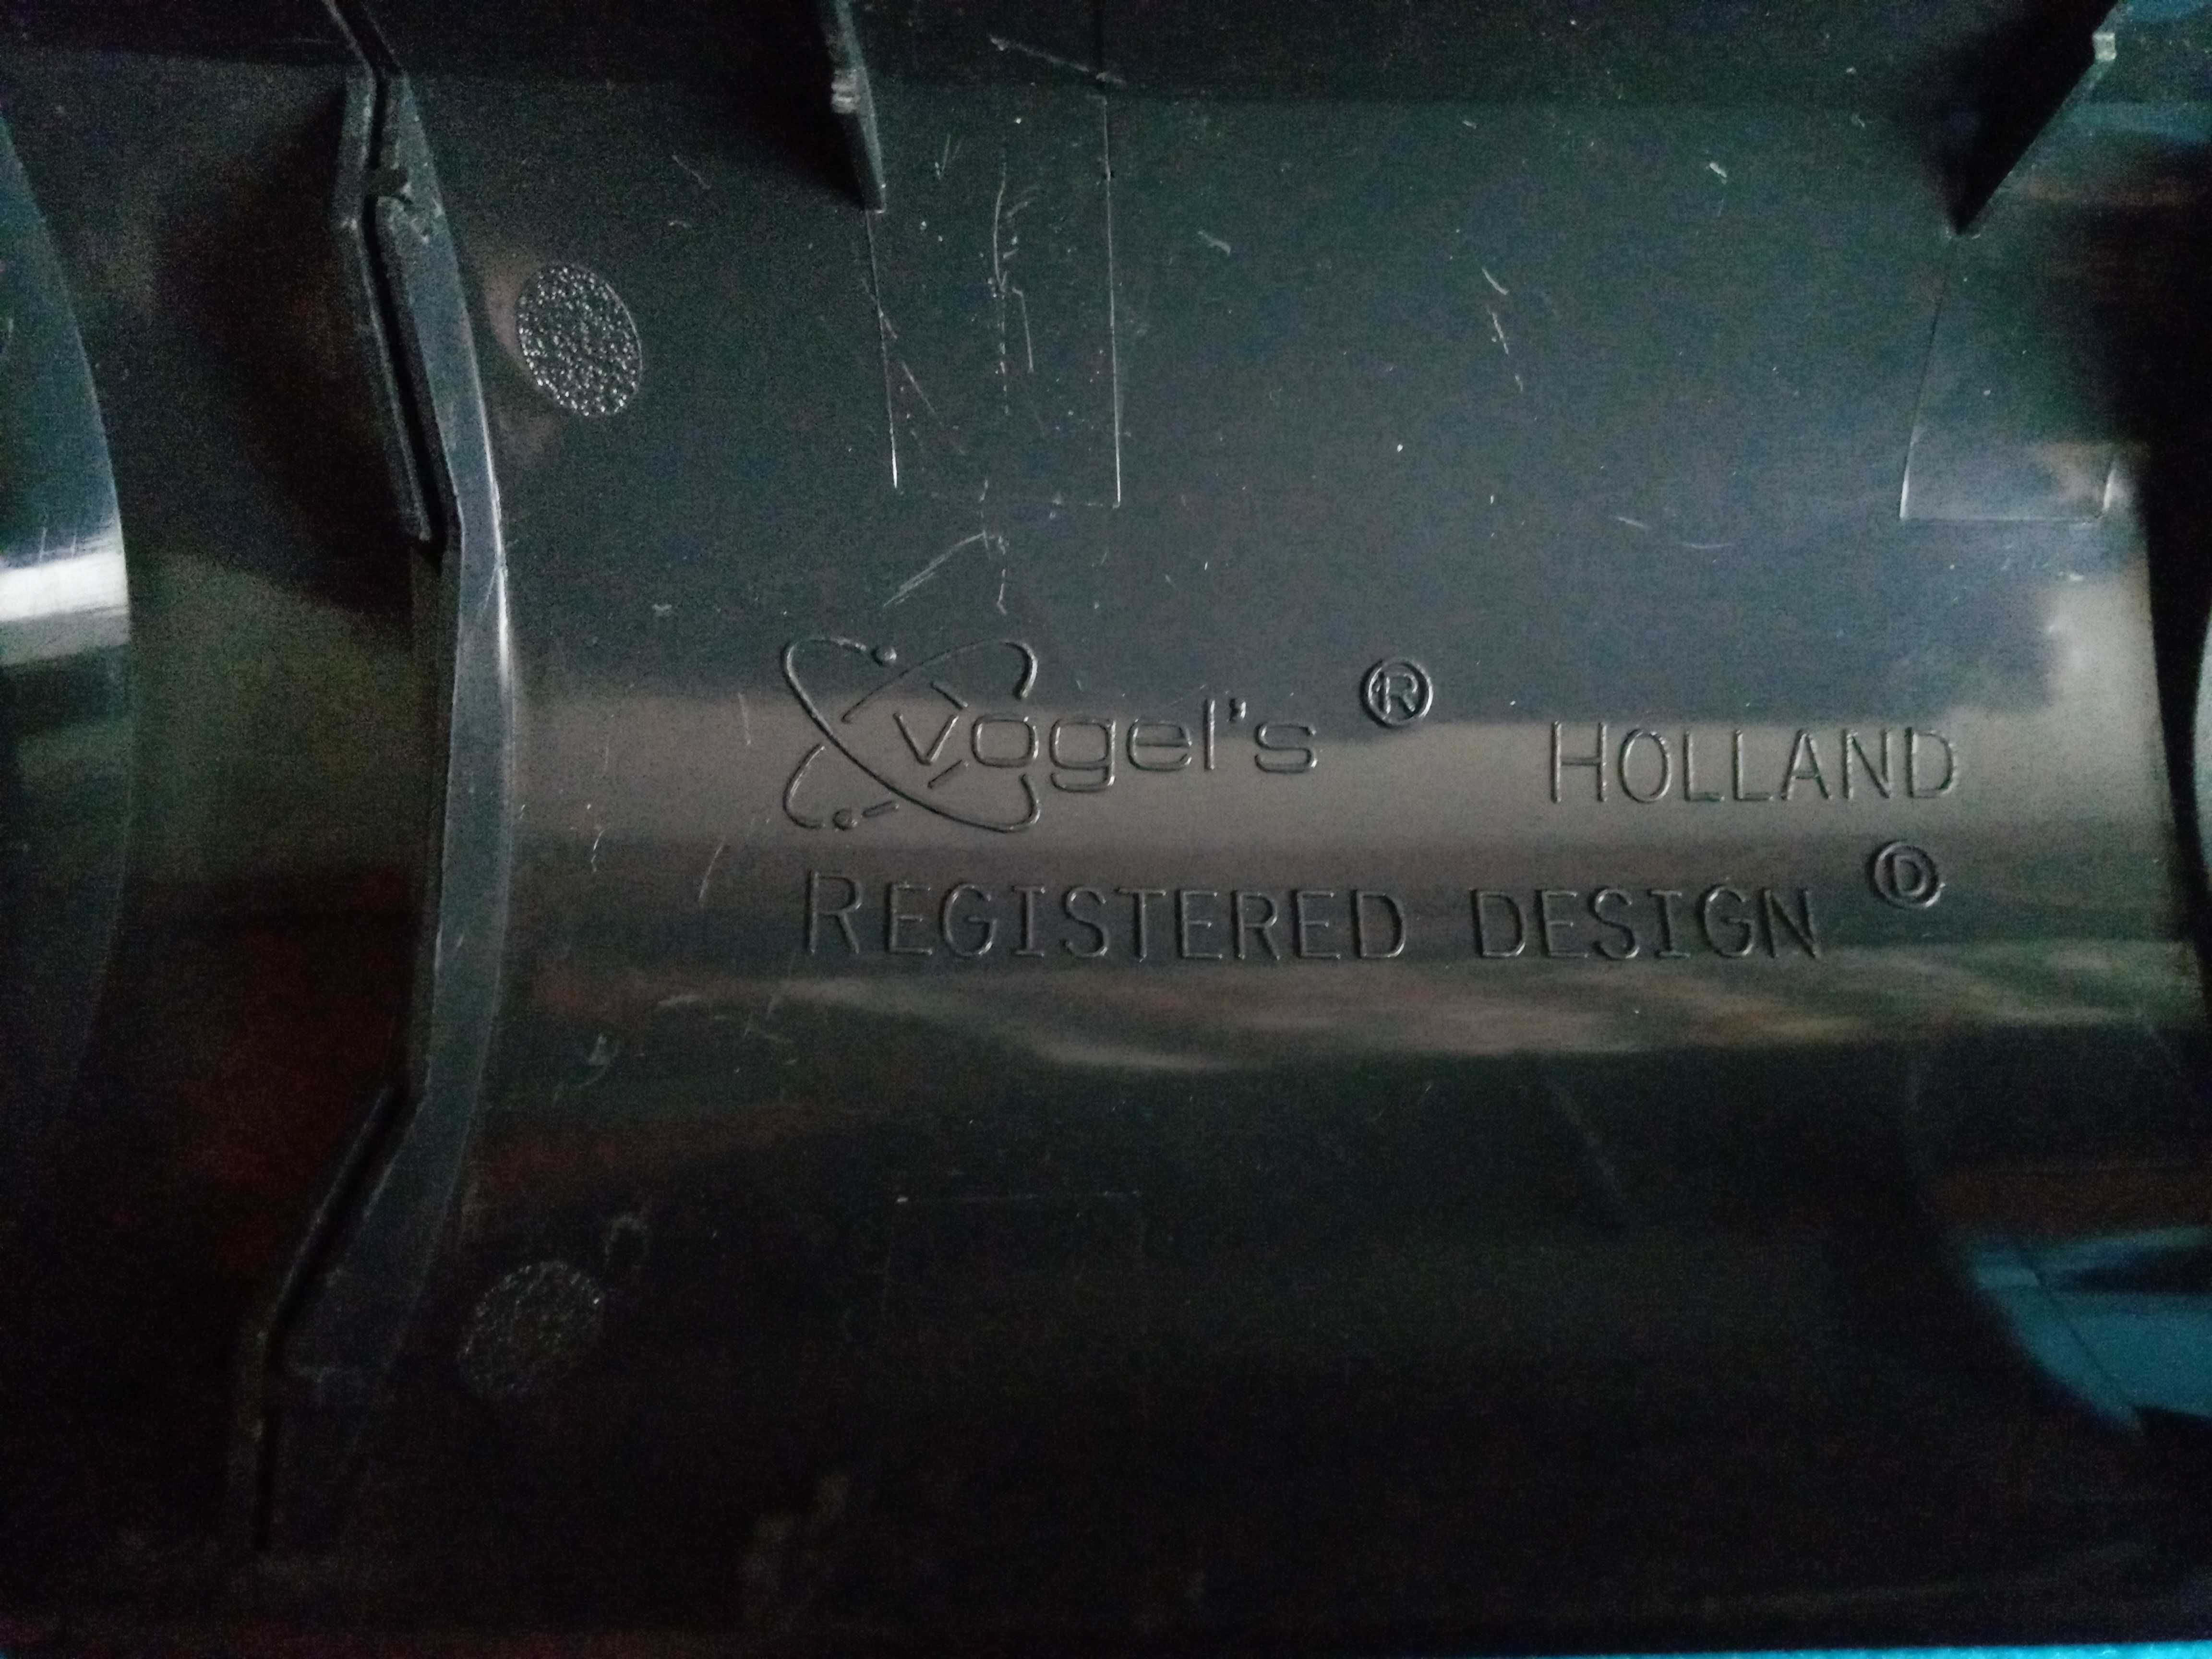 vogel's ® HOLLAND
REGISTERED DESIGN Ⓓ